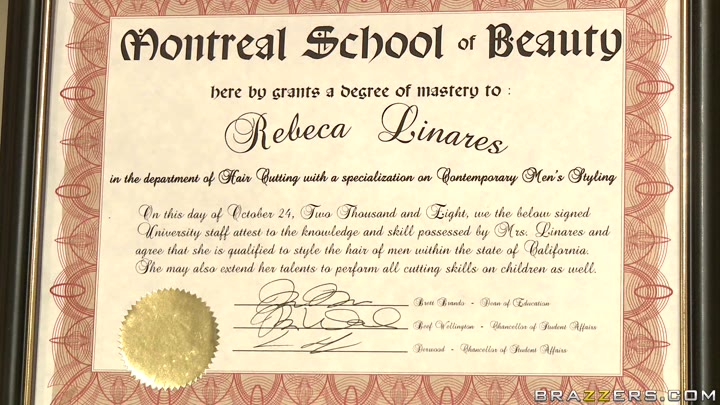 Montreal School of Beauty
here by grants a degree of mastery to :
Rebeca Linares
in the department of Hair Cutting with a specialization on Contemporary Men's Styling
On this day of October 24, Two Thousand and Eight, we the below signed
University staff attest to the knowledge and skill possessed by Mrs. Linares and
agree that she is qualified to style the hair of men within the state of California.
She may also extend her talents to perform all cutting skills on children as well.
Brett Brando - Dean of Education
Beef Wellington - Chancellor of Student Affairs
Derwood - Chancellor of Student Affairs
BRAZZERS.COM